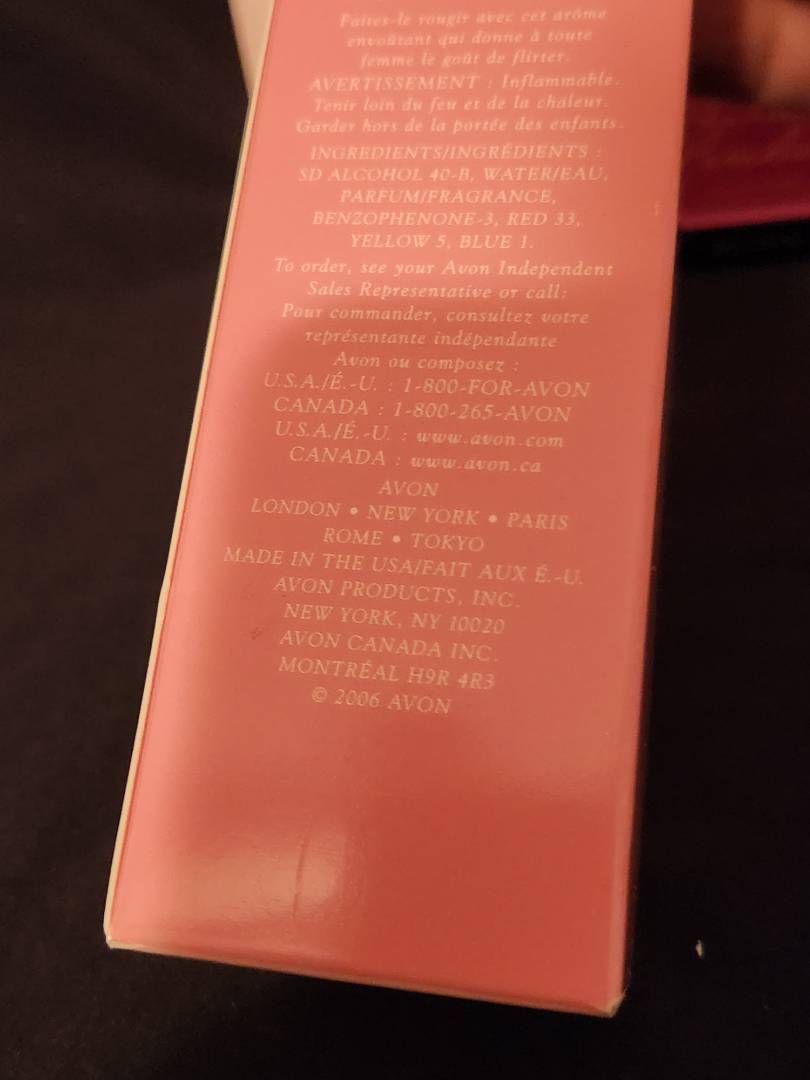 Faites-le rougir avec cet arôme
envoûtant qui donne à toute
femme le goût de flirter.
AVERTISSEMENT : Inflammable.
Tenir loin du feu et de la chaleur.
Garder hors de la portée des enfants.
INGREDIENTS/INGRÉDIENTS :
SD ALCOHOL 40-B, WATER/EAU,
PARFUM/FRAGRANCE,
BENZOPHENONE-3, RED 33,
YELLOW 5, BLUE 1.
To order, see your Avon Independent
Sales Representative or call:
Pour commander, consultez votre
représentante indépendante
Avon ou composez :
U.S.A./É.-U. : 1-800-FOR-AVON
CANADA : 1-800-265-AVON
U.S.A./É.-U. : www.avon.com
CANADA : www.avon.ca
AVON
LONDON • NEW YORK • PARIS
ROME • TOKYO
MADE IN THE USA/FAIT AUX É.-U.
AVON PRODUCTS, INC.
NEW YORK, NY 10020
AVON CANADA INC.
MONTRÉAL H9R 4R3
© 2006 AVON